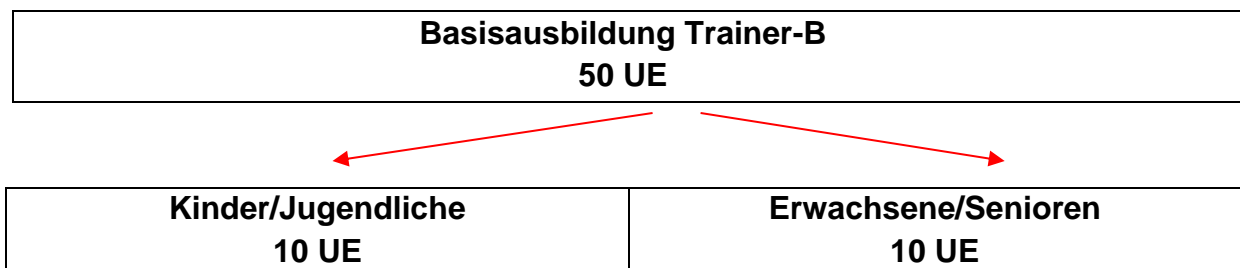 Basisausbildung Trainer-B
50 UE
Kinder/Jugendliche
10 UE
Erwachsene/Senioren
10 UE